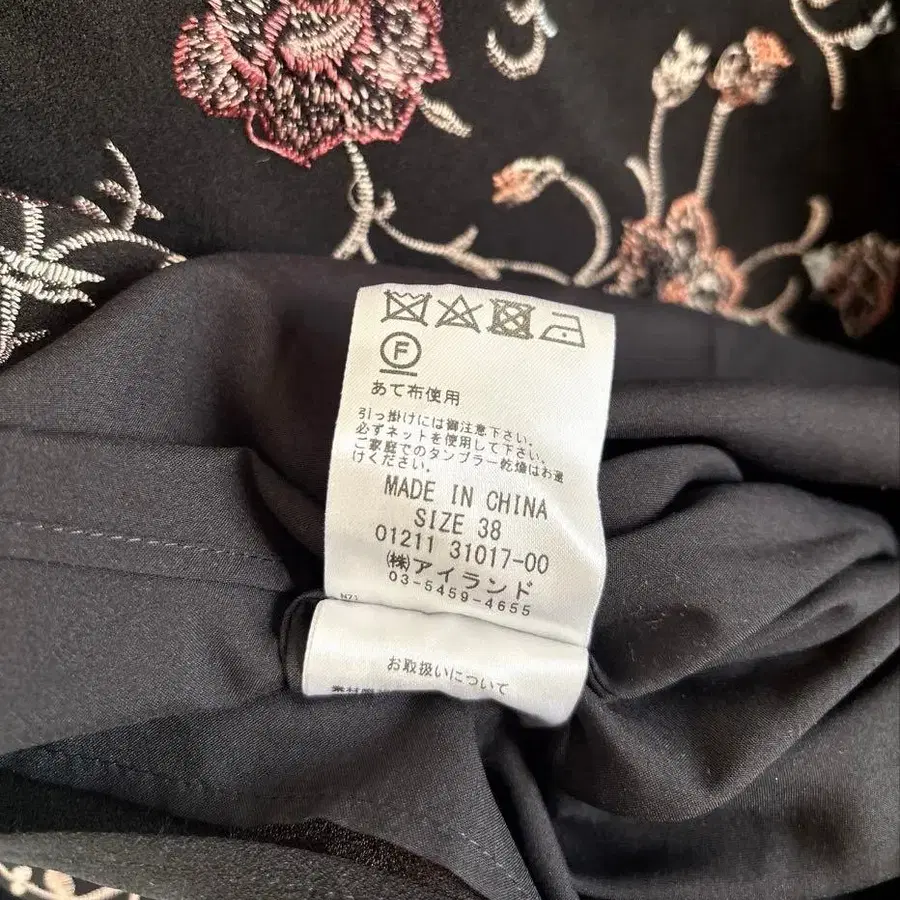 F
あて布使用
引っ掛けには御注意下さい。
必ずネットを使用して下さい。
ご家庭でのタンブラー乾燥はお避
けください。
MADE IN CHINA
SIZE 38
01211 31017-00
㈱アイランド
03-5459-4655
お取扱いについて